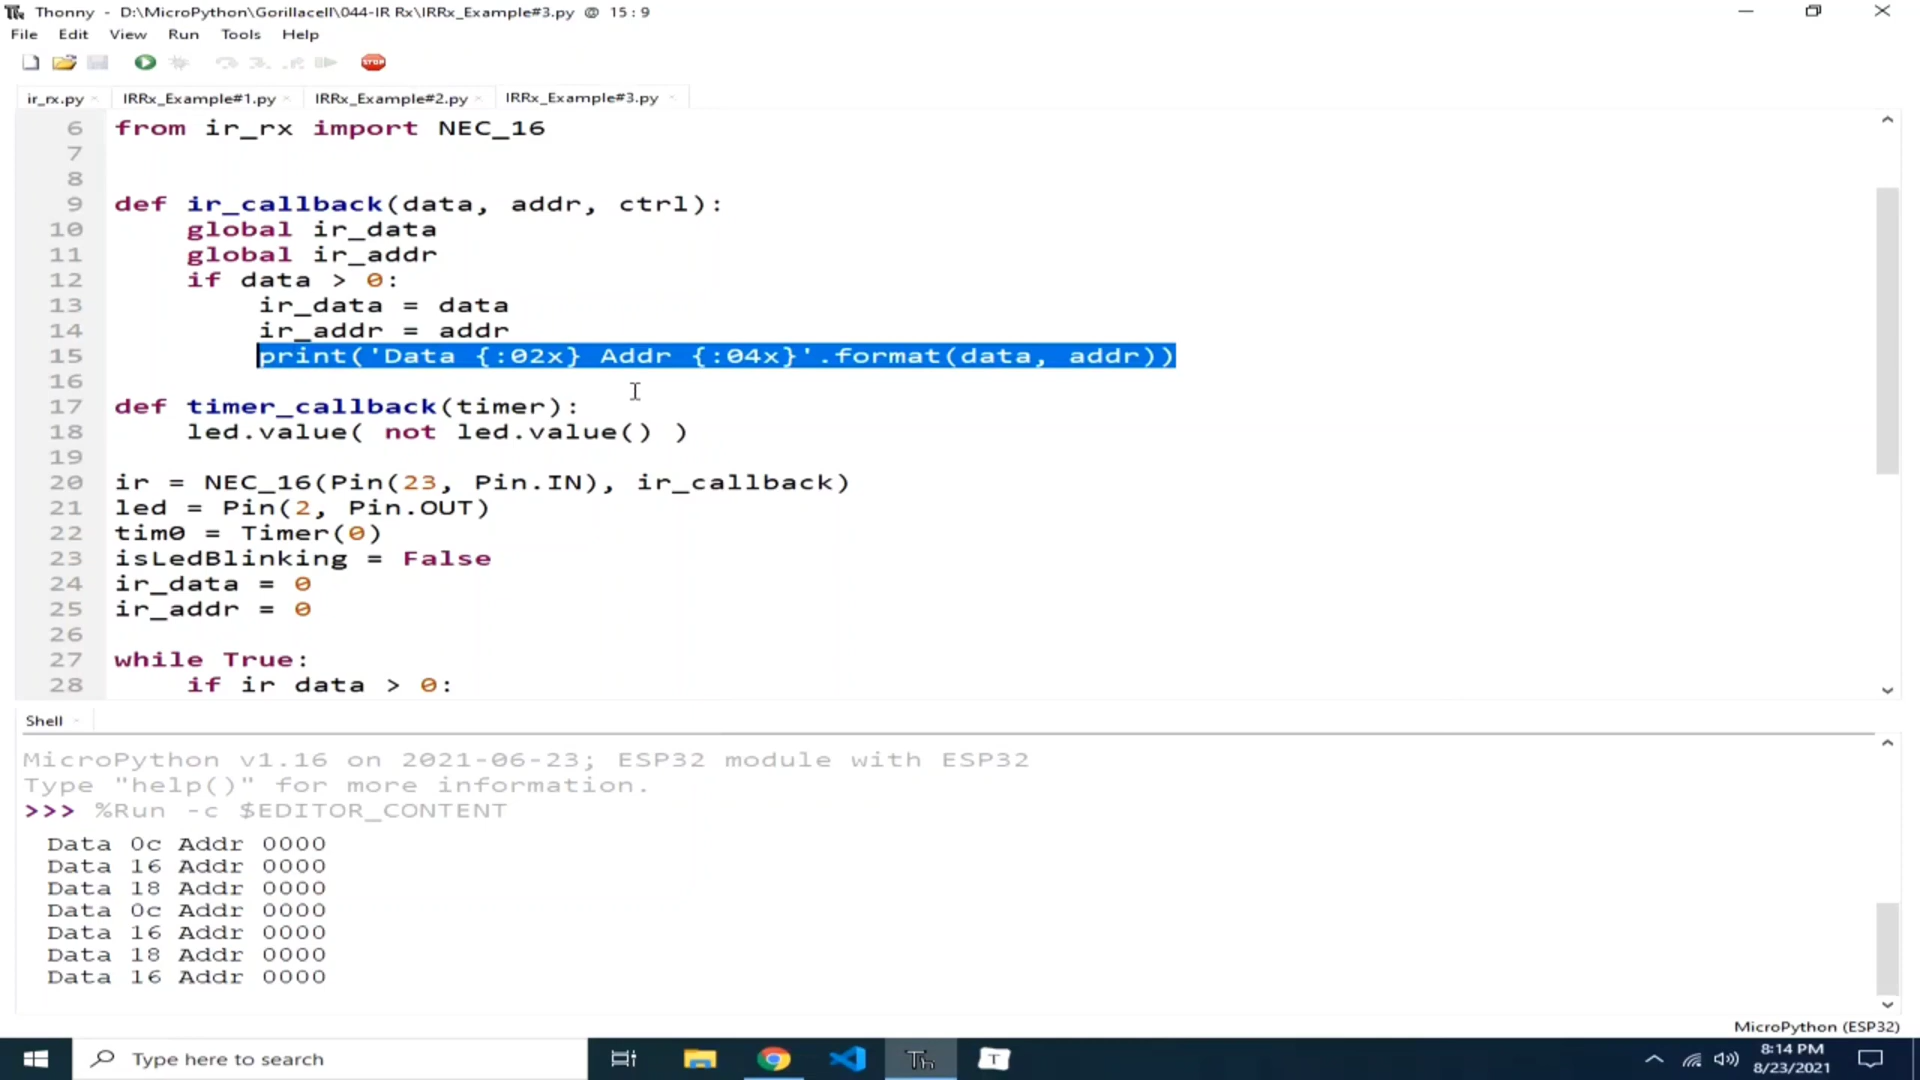 Thonny - D:\MicroPython\Gorillacell\044-IR Rx\IRRx_Example#3.py @ 15:9
File Edit View Run Tools Help
STOP
ir_rx.py IRRx_Example#1.py IRRx_Example#2.py IRRx_Example#3.py
6 from ir_rx import NEC_16
7
8
9 def ir_callback(data, addr, ctrl):
10 global ir_data
11 global ir_addr
12 if data > 0:
13 ir_data = data
14 ir_addr = addr
15 print('Data {:02x} Addr {:04x}'.format(data, addr))
16
17 def timer_callback(timer):
18 led.value( not led.value() )
19
20 ir = NEC_16(Pin(23, Pin.IN), ir_callback)
21 led = Pin(2, Pin.OUT)
22 tim0 = Timer(0)
23 isLedBlinking = False
24 ir_data = 0
25 ir_addr = 0
26
27 while True:
28 if ir_data > 0:
Shell
MicroPython v1.16 on 2021-06-23; ESP32 module with ESP32
Type "help()" for more information.
>>> %Run -c $EDITOR_CONTENT
Data 0c Addr 0000
Data 16 Addr 0000
Data 18 Addr 0000
Data 0c Addr 0000
Data 16 Addr 0000
Data 18 Addr 0000
Data 16 Addr 0000
MicroPython (ESP32)
Type here to search
Th
T
8:14 PM
8/23/2021